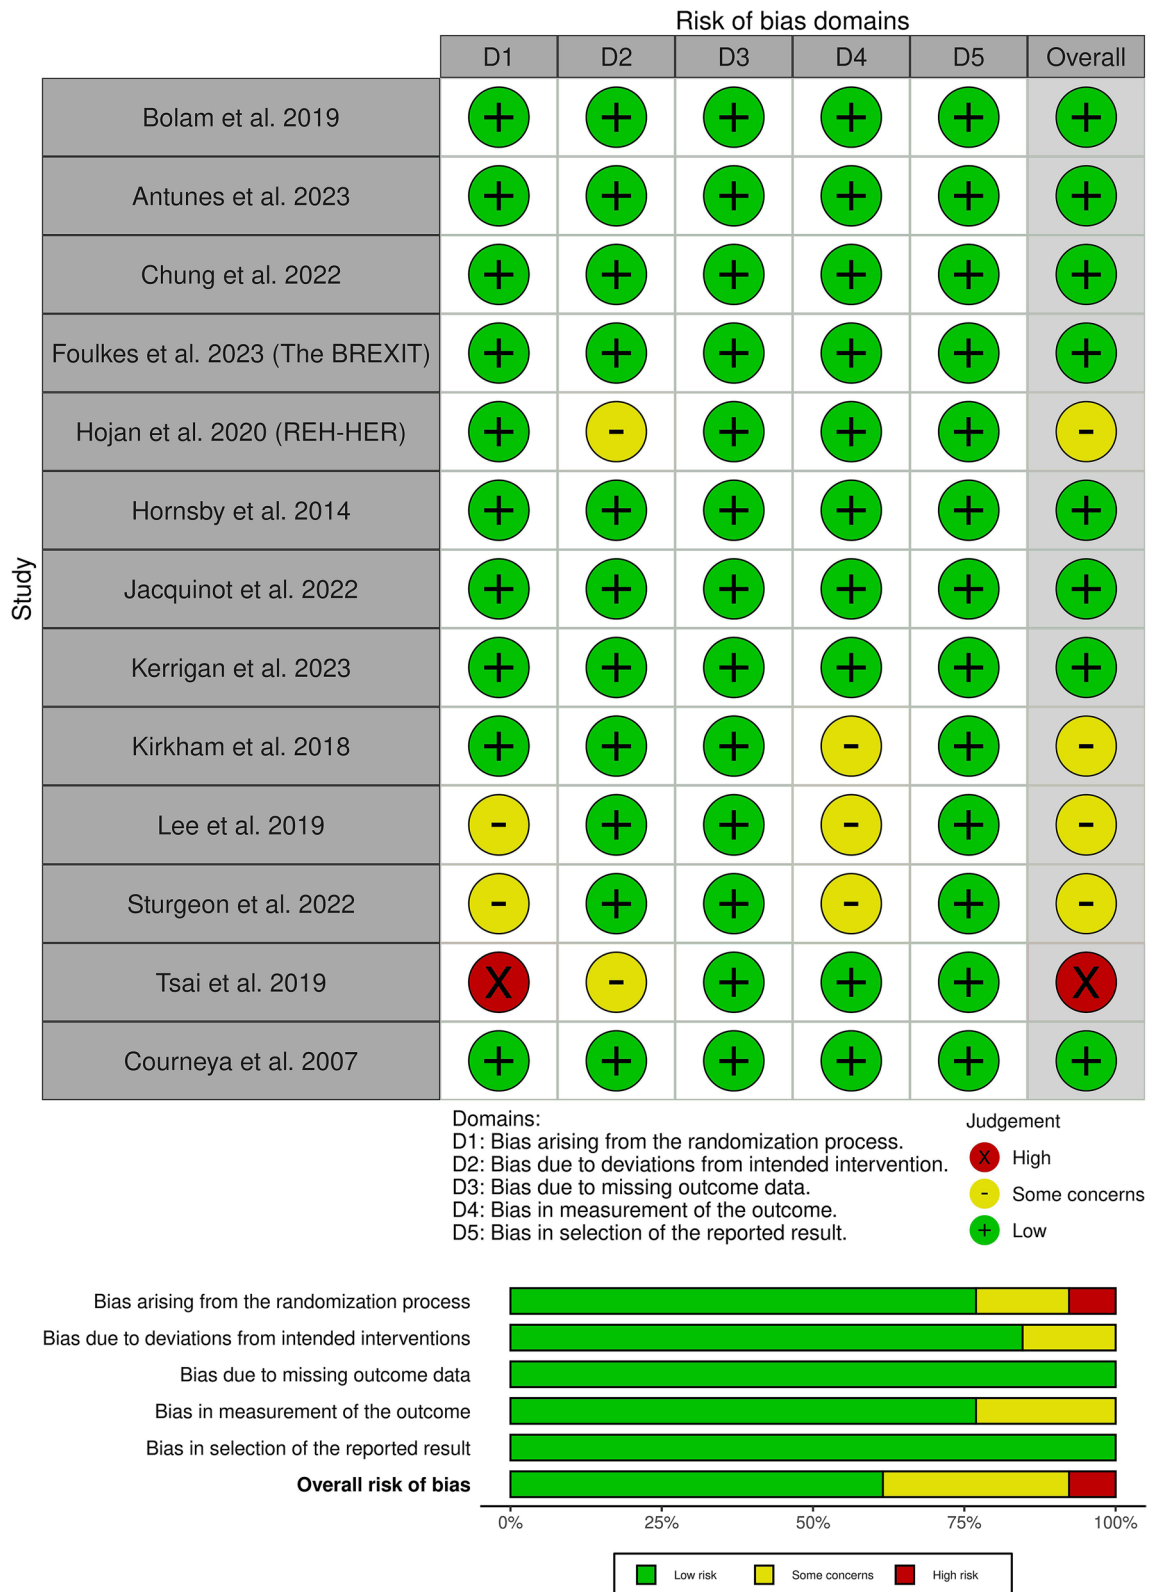 Risk of bias domains
D1 D2 D3 D4 D5 Overall
Study
Bolam et al. 2019 + + + + + +
Antunes et al. 2023 + + + + + +
Chung et al. 2022 + + + + + +
Foulkes et al. 2023 (The BREXIT) + + + + + +
Hojan et al. 2020 (REH-HER) + - + + + -
Hornsby et al. 2014 + + + + + +
Jacquinot et al. 2022 + + + + + +
Kerrigan et al. 2023 + + + + + +
Kirkham et al. 2018 + + + - + -
Lee et al. 2019 - + + - + -
Sturgeon et al. 2022 - + + - + -
Tsai et al. 2019 X - + + + X
Courneya et al. 2007 + + + + + +
Domains:
D1: Bias arising from the randomization process.
D2: Bias due to deviations from intended intervention.
D3: Bias due to missing outcome data.
D4: Bias in measurement of the outcome.
D5: Bias in selection of the reported result.
Judgement
X High
- Some concerns
+ Low
Bias arising from the randomization process
Bias due to deviations from intended interventions
Bias due to missing outcome data
Bias in measurement of the outcome
Bias in selection of the reported result
Overall risk of bias
0% 25% 50% 75% 100%
Low risk Some concerns High risk